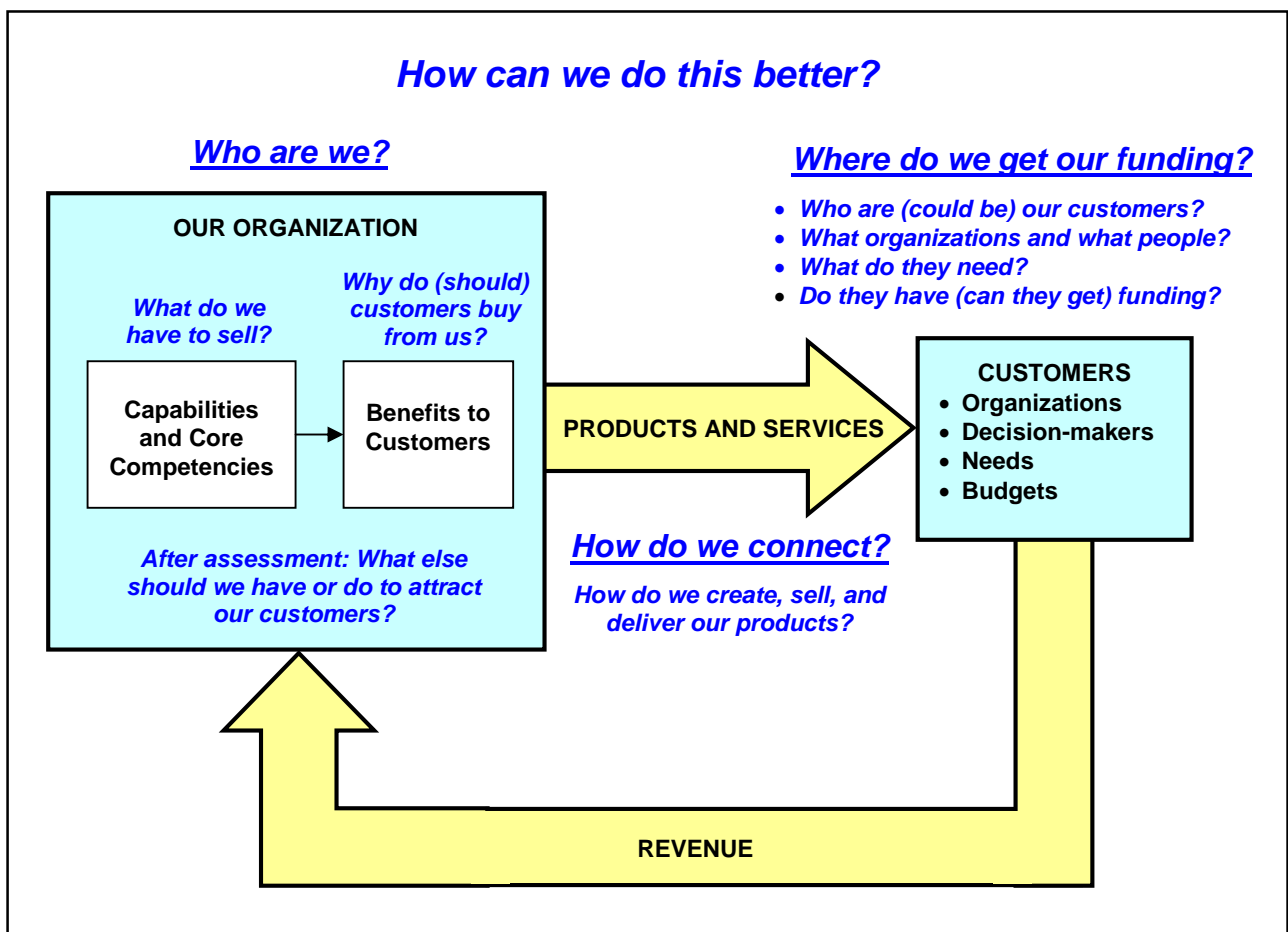 How can we do this better?
Who are we?
Where do we get our funding?
• Who are (could be) our customers?
• What organizations and what people?
• What do they need?
• Do they have (can they get) funding?
OUR ORGANIZATION
What do we
have to sell?
Why do (should)
customers buy
from us?
Capabilities
and Core
Competencies
Benefits to
Customers
After assessment: What else
should we have or do to attract
our customers?
PRODUCTS AND SERVICES
How do we connect?
How do we create, sell, and
deliver our products?
CUSTOMERS
• Organizations
• Decision-makers
• Needs
• Budgets
REVENUE